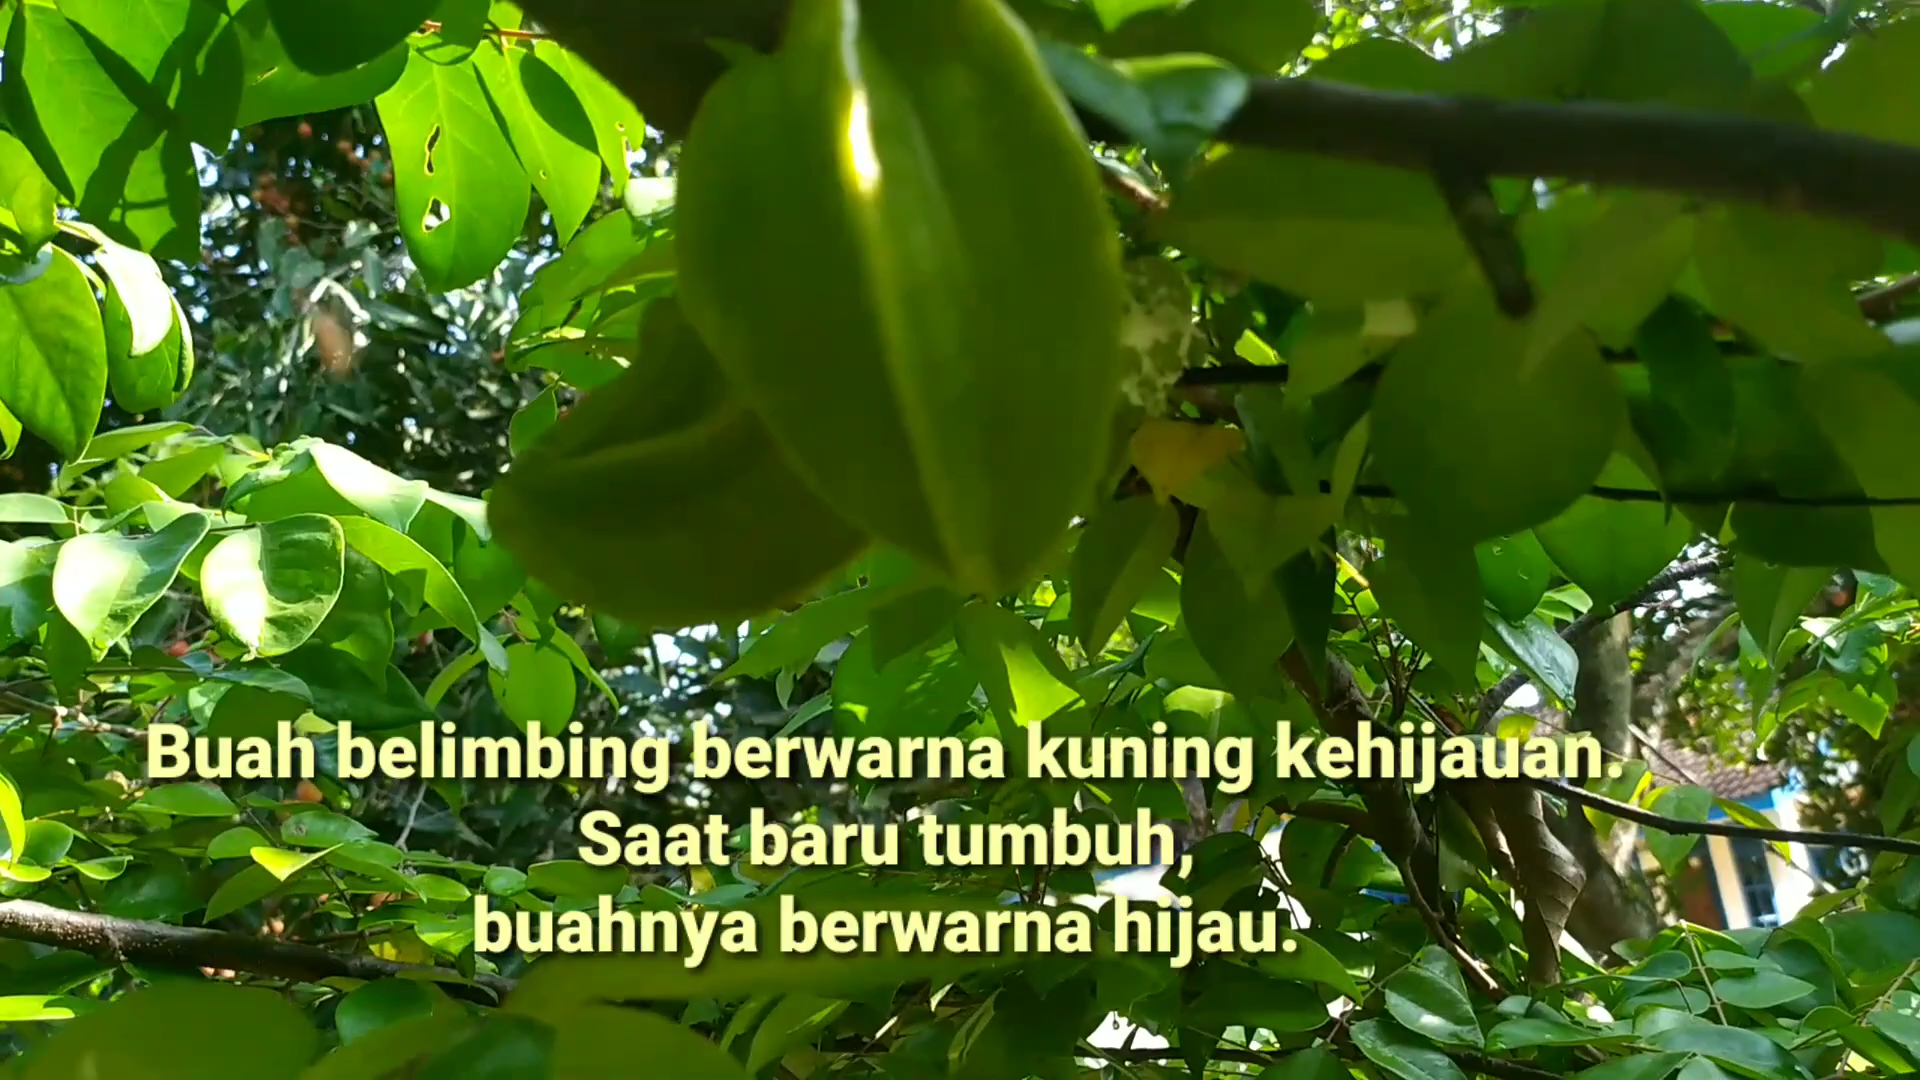 Buah belimbing berwarna kuning kehijauan.
Saat baru tumbuh,
buahnya berwarna hijau.